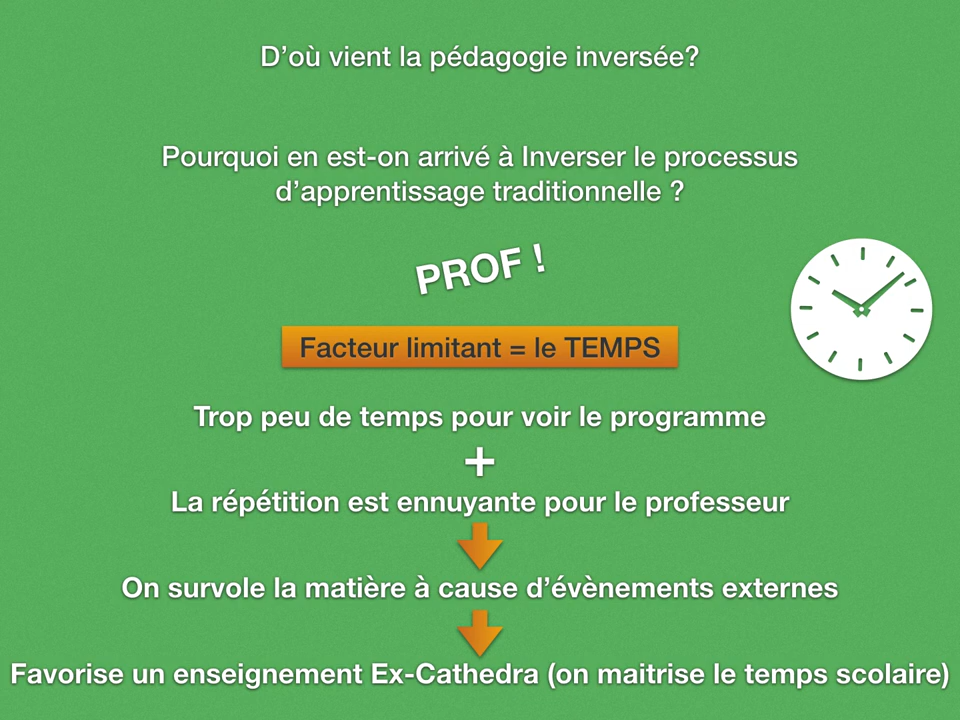 D’où vient la pédagogie inversée?
Pourquoi en est-on arrivé à Inverser le processus
d’apprentissage traditionnelle ?
PROF !
Facteur limitant = le TEMPS
Trop peu de temps pour voir le programme
+
La répétition est ennuyante pour le professeur
On survole la matière à cause d’évènements externes
Favorise un enseignement Ex-Cathedra (on maitrise le temps scolaire)